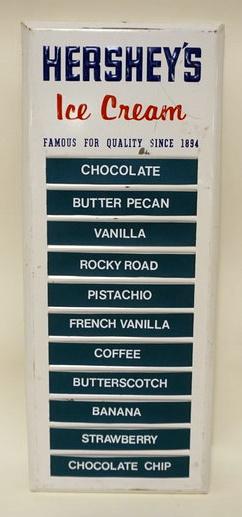 HERSHEY'S
Ice Cream
FAMOUS FOR QUALITY SINCE 1894
CHOCOLATE
BUTTER PECAN
VANILLA
ROCKY ROAD
PISTACHIO
FRENCH VANILLA
COFFEE
BUTTERSCOTCH
BANANA
STRAWBERRY
CHOCOLATE CHIP